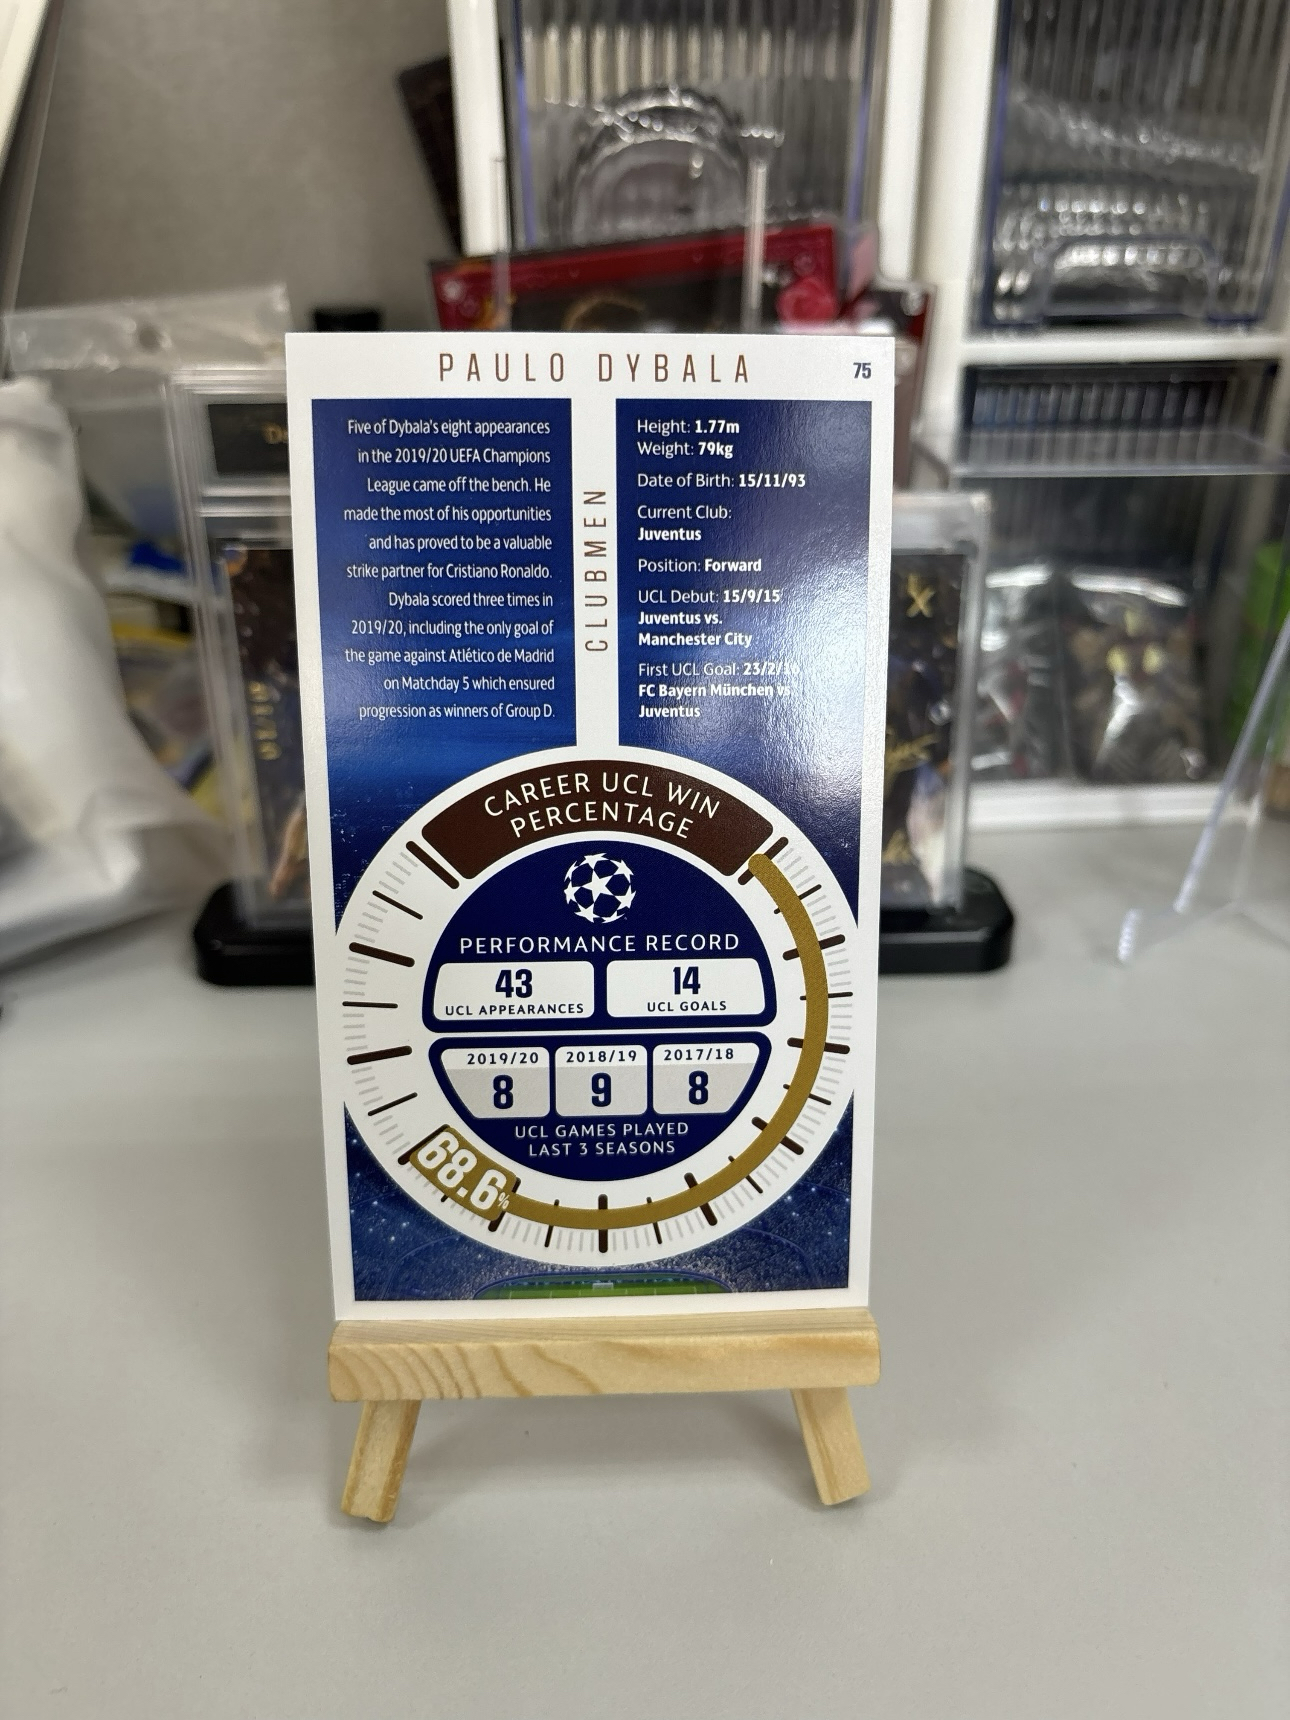 PAULO DYBALA
75
Five of Dybala's eight appearances
in the 2019/20 UEFA Champions
League came off the bench. He
made the most of his opportunities
and has proved to be a valuable
strike partner for Cristiano Ronaldo.
Dybala scored three times in
2019/20, including the only goal of
the game against Atlético de Madrid
on Matchday 5 which ensured
progression as winners of Group D.
CLUBMEN
Height: 1.77m
Weight: 79kg
Date of Birth: 15/11/93
Current Club:
Juventus
Position: Forward
UCL Debut: 15/9/15
Juventus vs.
Manchester City
First UCL Goal: 23/2/16
FC Bayern München vs.
Juventus
CAREER UCL WIN
PERCENTAGE
PERFORMANCE RECORD
43
UCL APPEARANCES
14
UCL GOALS
2019/20
8
2018/19
9
2017/18
8
UCL GAMES PLAYED
LAST 3 SEASONS
68.6%